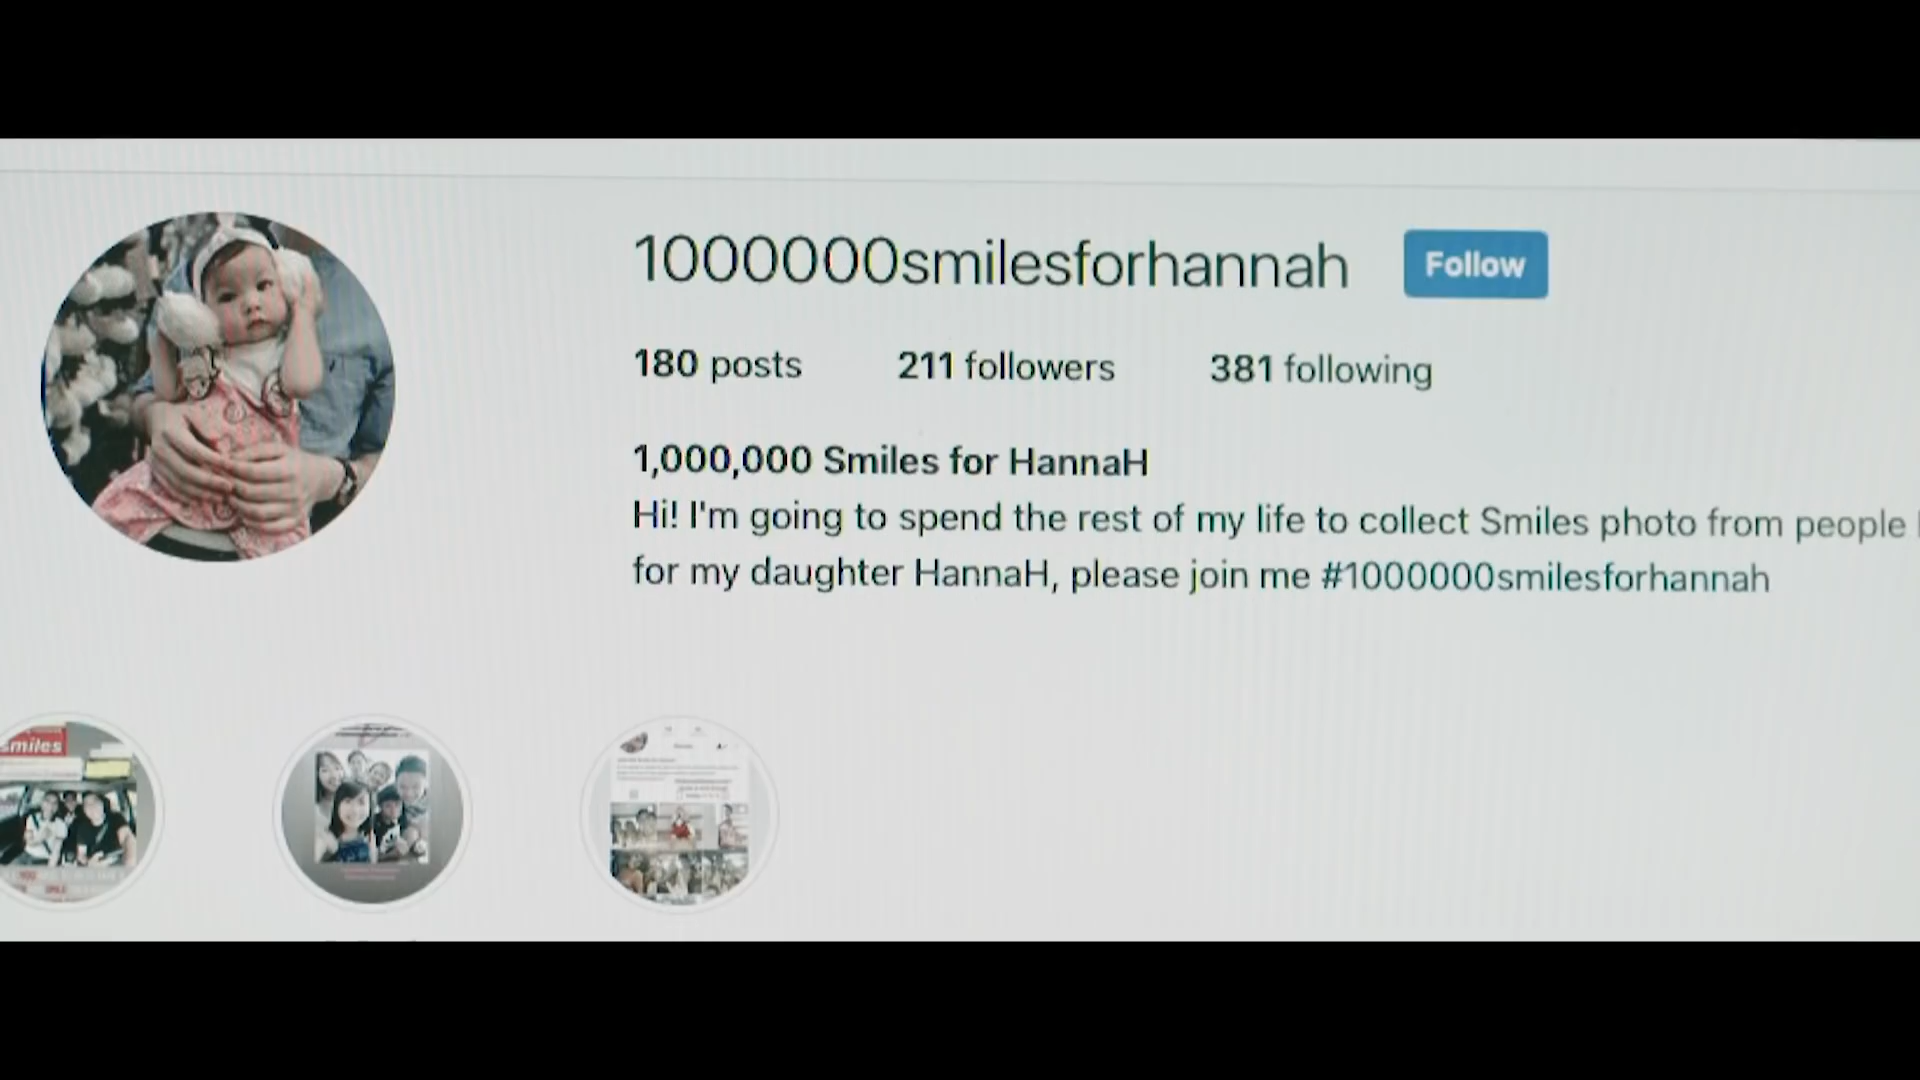 1000000smilesforhannah Follow
180 posts 211 followers 381 following
1,000,000 Smiles for HannaH
Hi! I'm going to spend the rest of my life to collect Smiles photo from people
for my daughter HannaH, please join me #1000000smilesforhannah
smiles